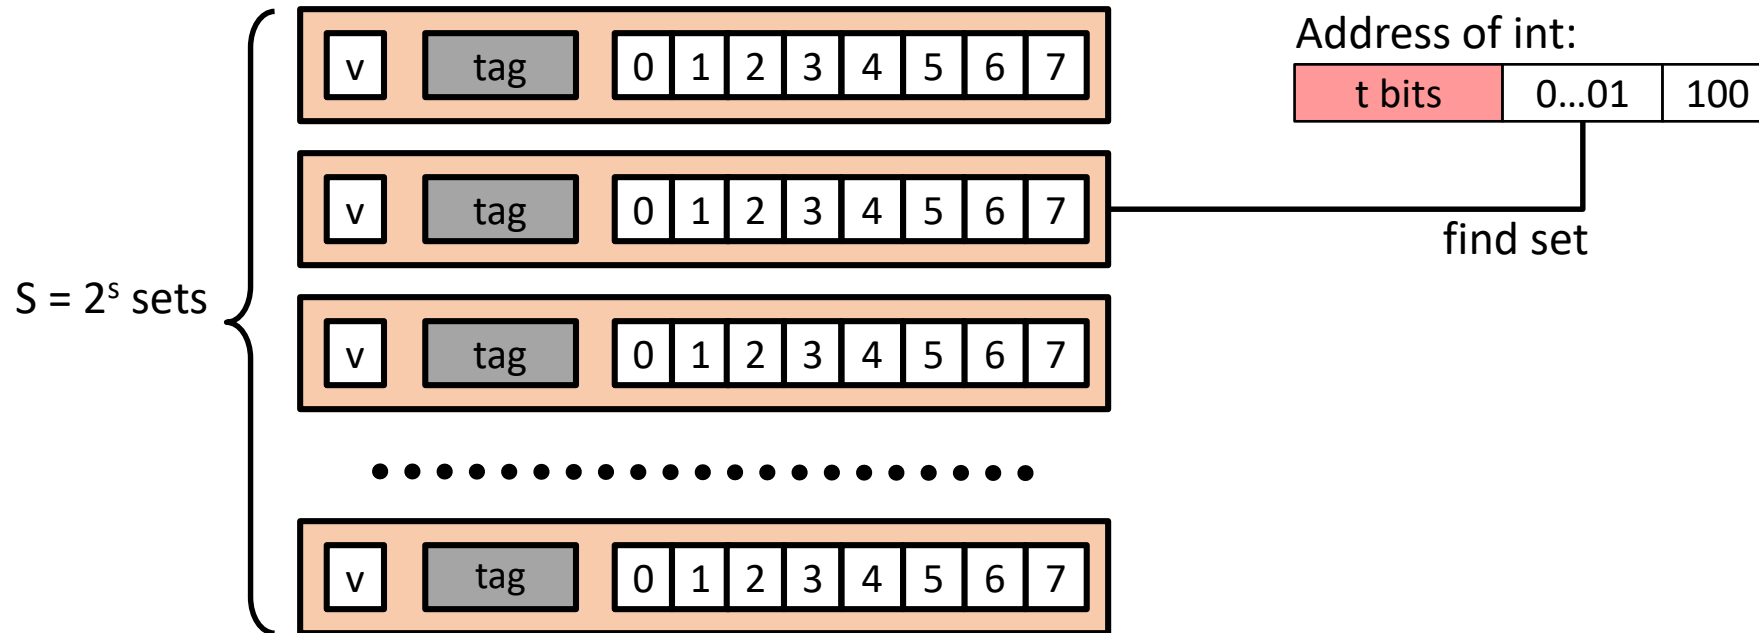 v tag 0 1 2 3 4 5 6 7
Address of int:
t bits 0...01 100
v tag 0 1 2 3 4 5 6 7
find set
S = 2ˢ sets
v tag 0 1 2 3 4 5 6 7
v tag 0 1 2 3 4 5 6 7